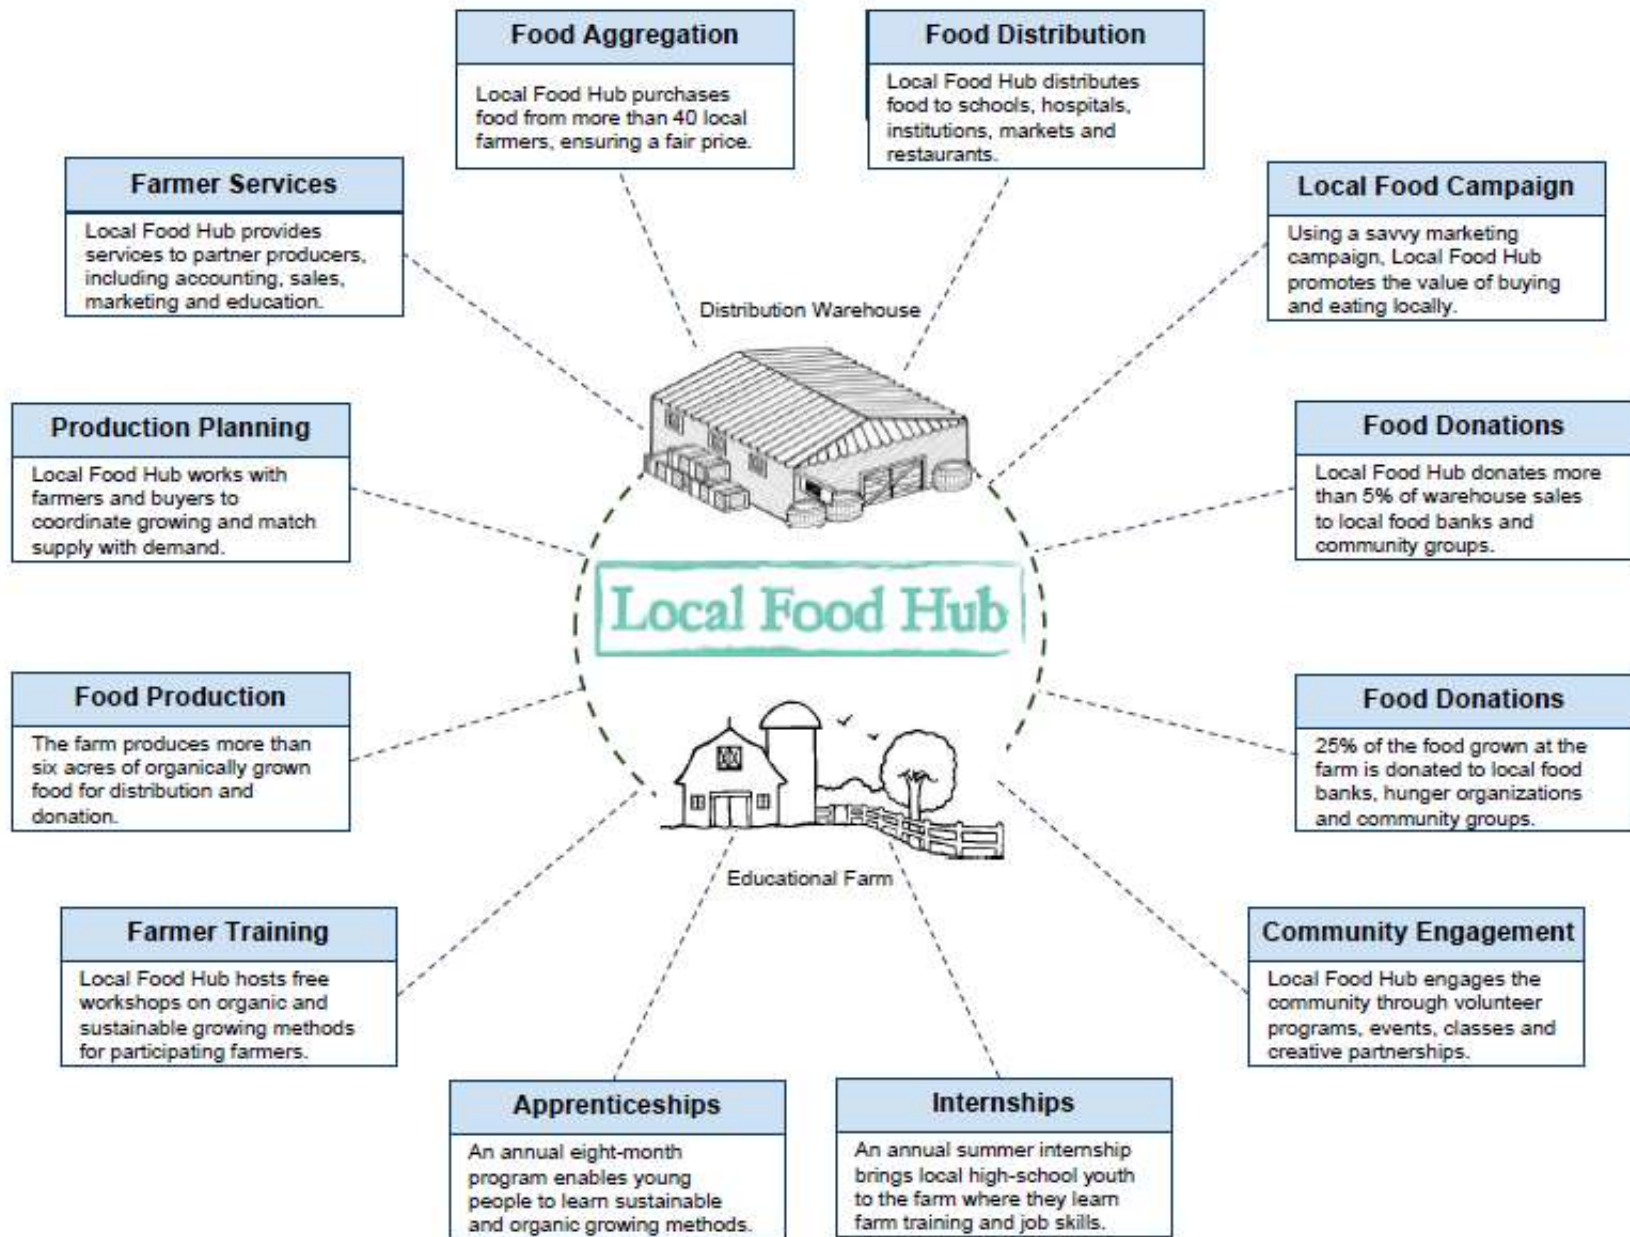 Food Aggregation
Local Food Hub purchases
food from more than 40 local
farmers, ensuring a fair price.
Food Distribution
Local Food Hub distributes
food to schools, hospitals,
institutions, markets and
restaurants.
Farmer Services
Local Food Hub provides
services to partner producers,
including accounting, sales,
marketing and education.
Local Food Campaign
Using a savvy marketing
campaign, Local Food Hub
promotes the value of buying
and eating locally.
Distribution Warehouse
Production Planning
Local Food Hub works with
farmers and buyers to
coordinate growing and match
supply with demand.
Food Donations
Local Food Hub donates more
than 5% of warehouse sales
to local food banks and
community groups.
Local Food Hub
Food Production
The farm produces more than
six acres of organically grown
food for distribution and
donation.
Food Donations
25% of the food grown at the
farm is donated to local food
banks, hunger organizations
and community groups.
Educational Farm
Farmer Training
Local Food Hub hosts free
workshops on organic and
sustainable growing methods
for participating farmers.
Community Engagement
Local Food Hub engages the
community through volunteer
programs, events, classes and
creative partnerships.
Apprenticeships
An annual eight-month
program enables young
people to learn sustainable
and organic growing methods.
Internships
An annual summer internship
brings local high-school youth
to the farm where they learn
farm training and job skills.